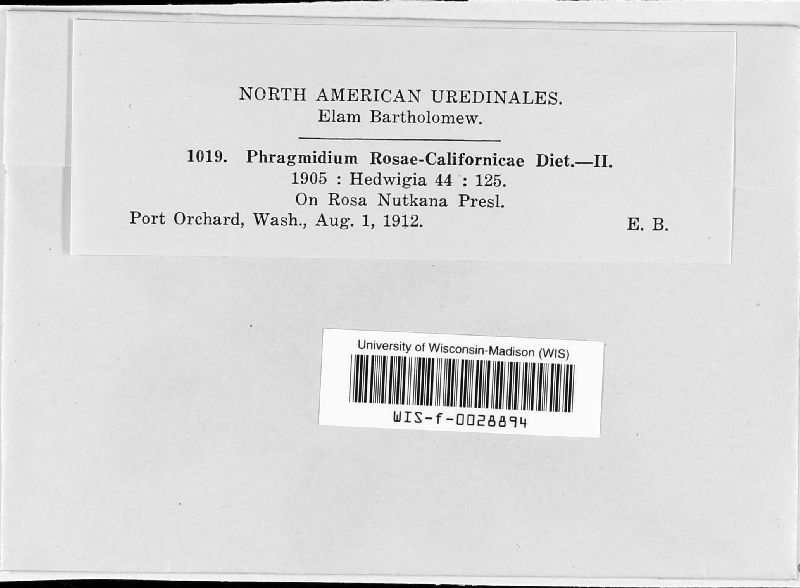 NORTH AMERICAN UREDINALES.
Elam Bartholomew.
1019. Phragmidium Rosae-Californicae Diet.—II.
1905 : Hedwigia 44 : 125.
On Rosa Nutkana Presl.
Port Orchard, Wash., Aug. 1, 1912. E. B.
University of Wisconsin-Madison (WIS)
WIS-f-0028894